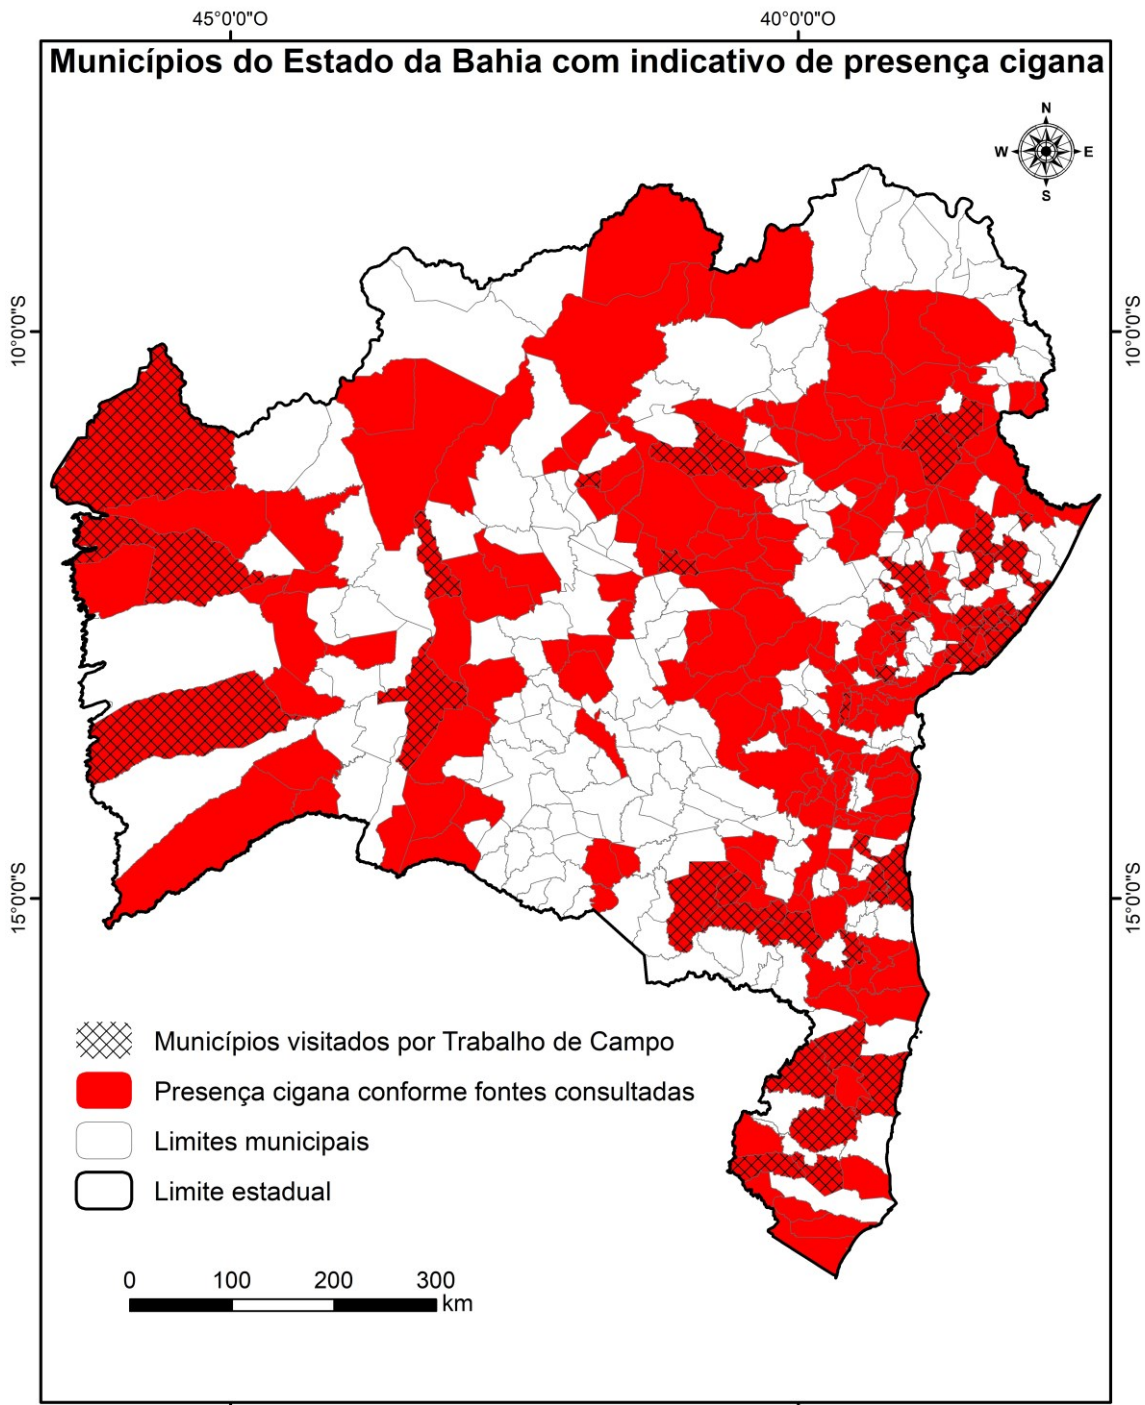 45°0'0"O 40°0'0"O
Municípios do Estado da Bahia com indicativo de presença cigana
N
W E
S
10°0'0"S 10°0'0"S
15°0'0"S 15°0'0"S
Municípios visitados por Trabalho de Campo
Presença cigana conforme fontes consultadas
Limites municipais
Limite estadual
0 100 200 300
km